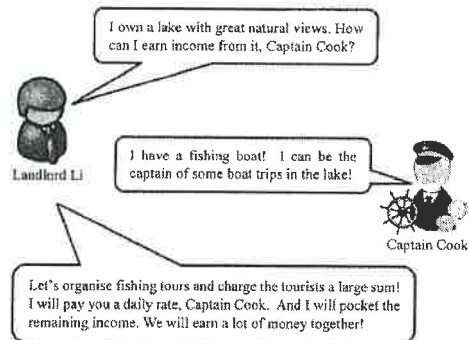 I own a lake with great natural views. How
can I earn income from it, Captain Cook?
Landlord Li
I have a fishing boat! I can be the
captain of some boat trips in the lake!
Captain Cook
Let's organise fishing tours and charge the tourists a large sum!
I will pay you a daily rate, Captain Cook. And I will pocket the
remaining income. We will earn a lot of money together!